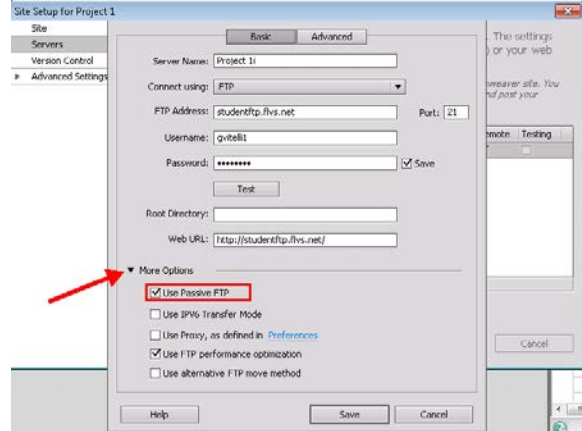 Site Setup for Project 1
Site
Servers
Version Control
Advanced Settings
Basic
Advanced
Server Name: Project 1i
Connect using: FTP
FTP Address: studentftp.flvs.net
Port: 21
Username: gvitelli1
Password: ••••••••
Save
Test
Root Directory:
Web URL: http://studentftp.flvs.net/
More Options
Use Passive FTP
Use IPV6 Transfer Mode
Use Proxy, as defined in Preferences
Use FTP performance optimization
Use alternative FTP move method
Help
Save
Cancel
. The settings
) or your web
site. You
nd post your
emote
Testing
Cancel